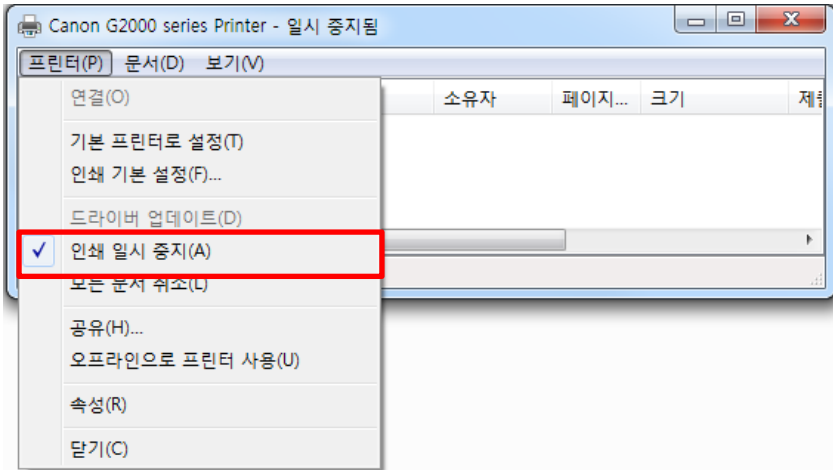 Canon G2000 series Printer - 일시 중지됨
프린터(P) 문서(D) 보기(V)
소유자 페이지... 크기
연결(O)
기본 프린터로 설정(T)
인쇄 기본 설정(F)...
드라이버 업데이트(D)
인쇄 일시 중지(A)
모든 문서 취소(L)
공유(H)...
오프라인으로 프린터 사용(U)
속성(R)
닫기(C)